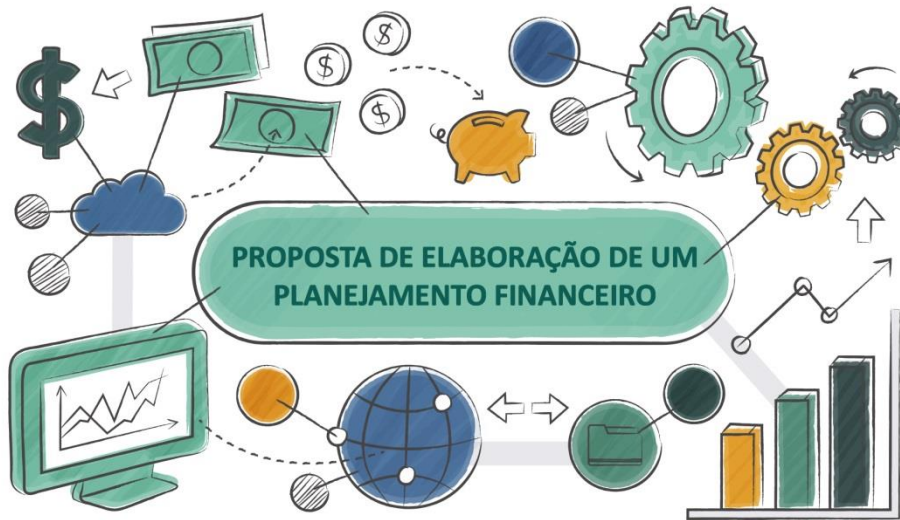 $
$
$
$
PROPOSTA DE ELABORAÇÃO DE UM
PLANEJAMENTO FINANCEIRO